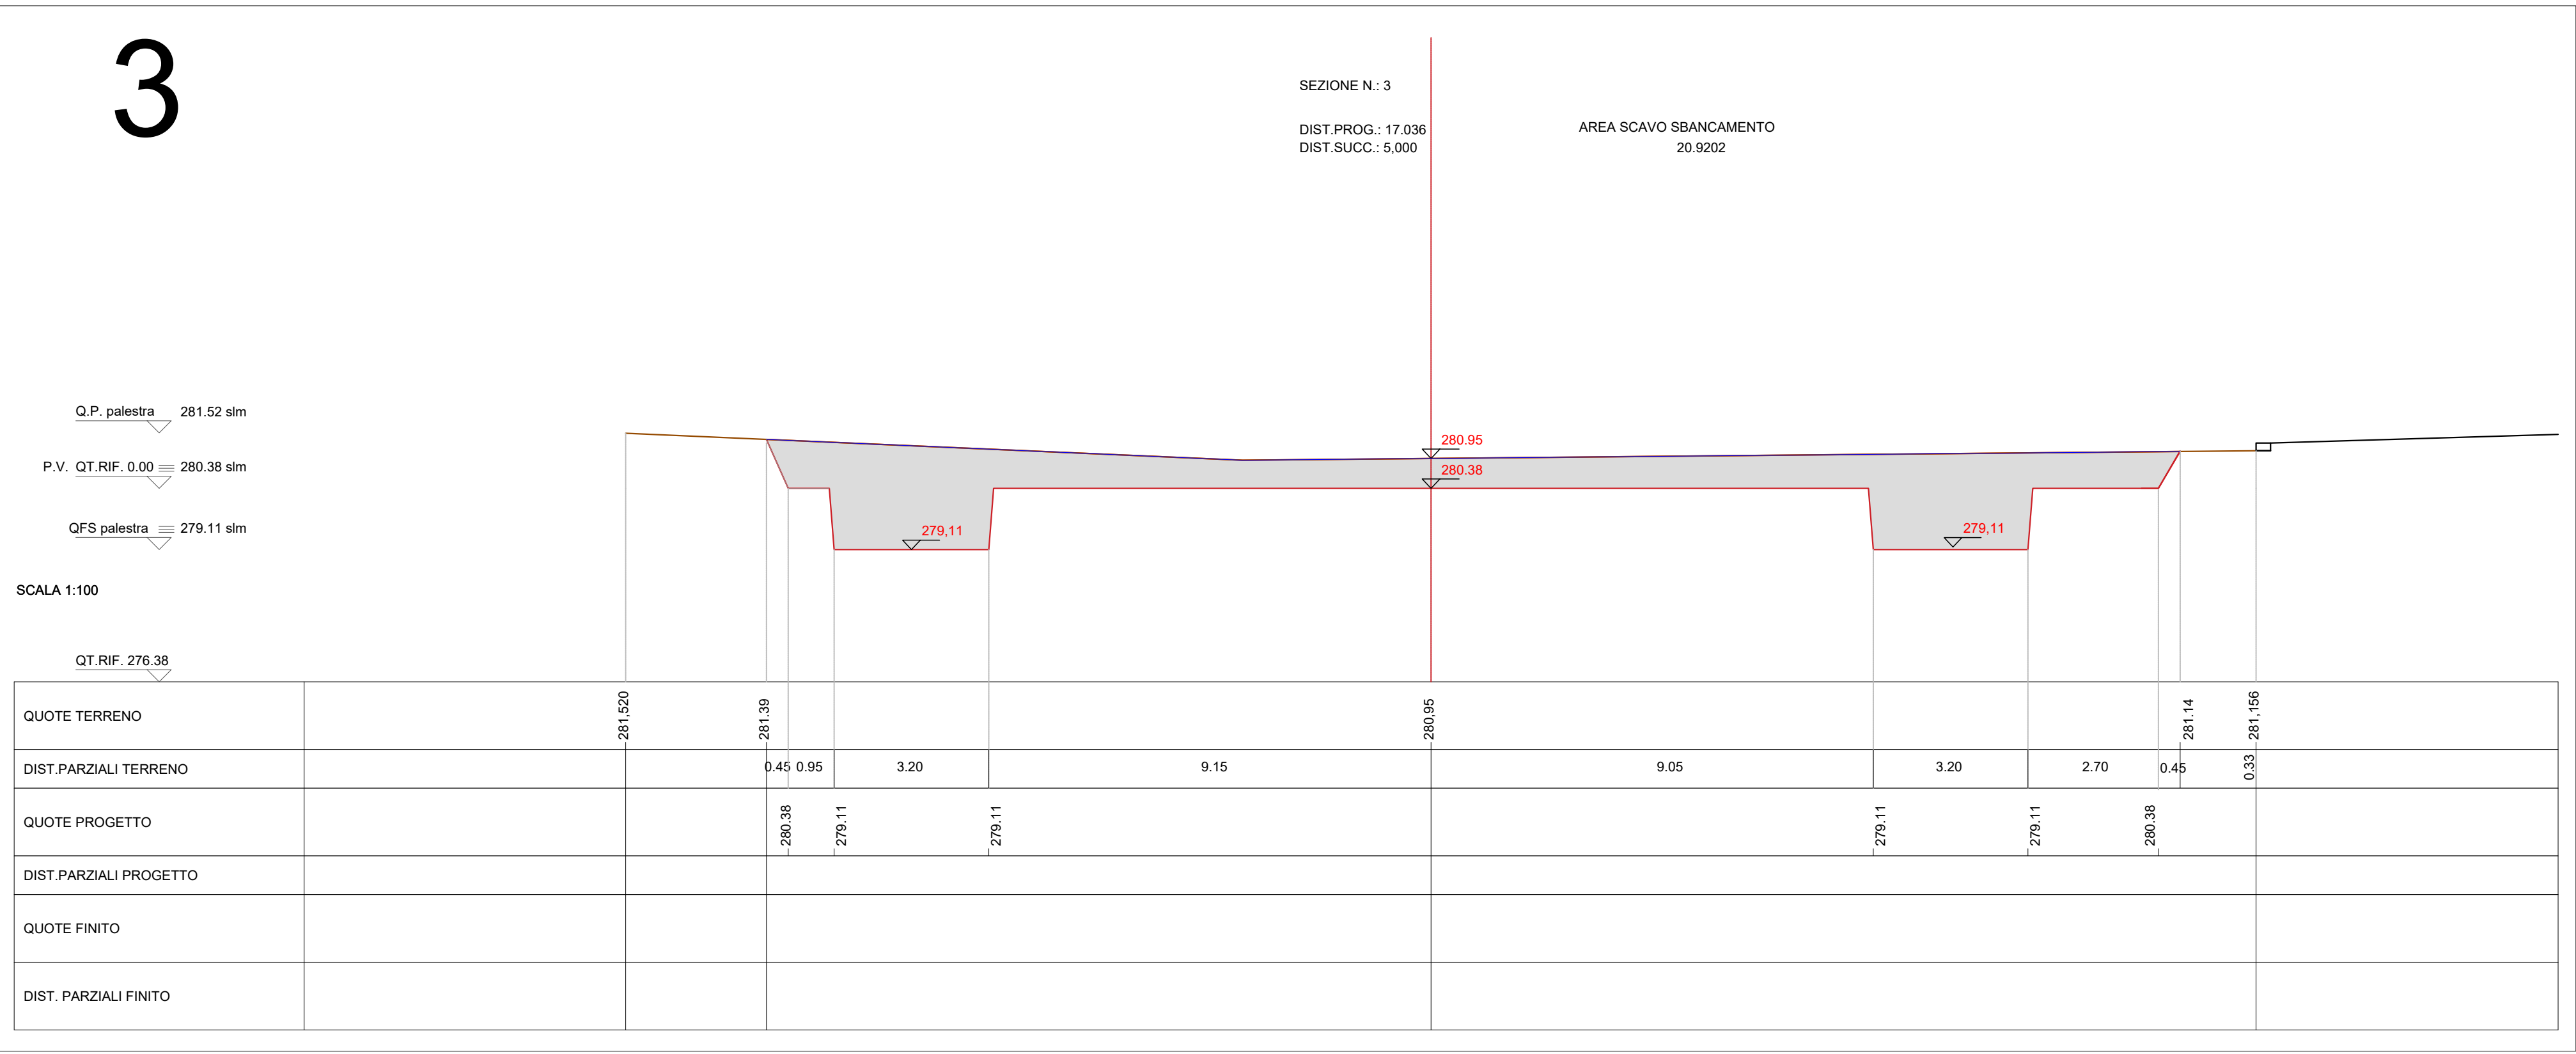 3
SEZIONE N.: 3
DIST.PROG.: 17.036
DIST.SUCC.: 5,000
AREA SCAVO SBANCAMENTO
20.9202
Q.P. palestra 281.52 slm
P.V. QT.RIF. 0.00 280.38 slm
QFS palestra 279.11 slm
280.95
280.38
279,11
279,11
SCALA 1:100
QT.RIF. 276.38
QUOTE TERRENO 281,520 281.39 280,95 281.14 281,156
DIST.PARZIALI TERRENO 0.45 0.95 3.20 9.15 9.05 3.20 2.70 0.45 0.33
QUOTE PROGETTO 280.38 279.11 279.11 279.11 279.11 280.38
DIST.PARZIALI PROGETTO
QUOTE FINITO
DIST. PARZIALI FINITO